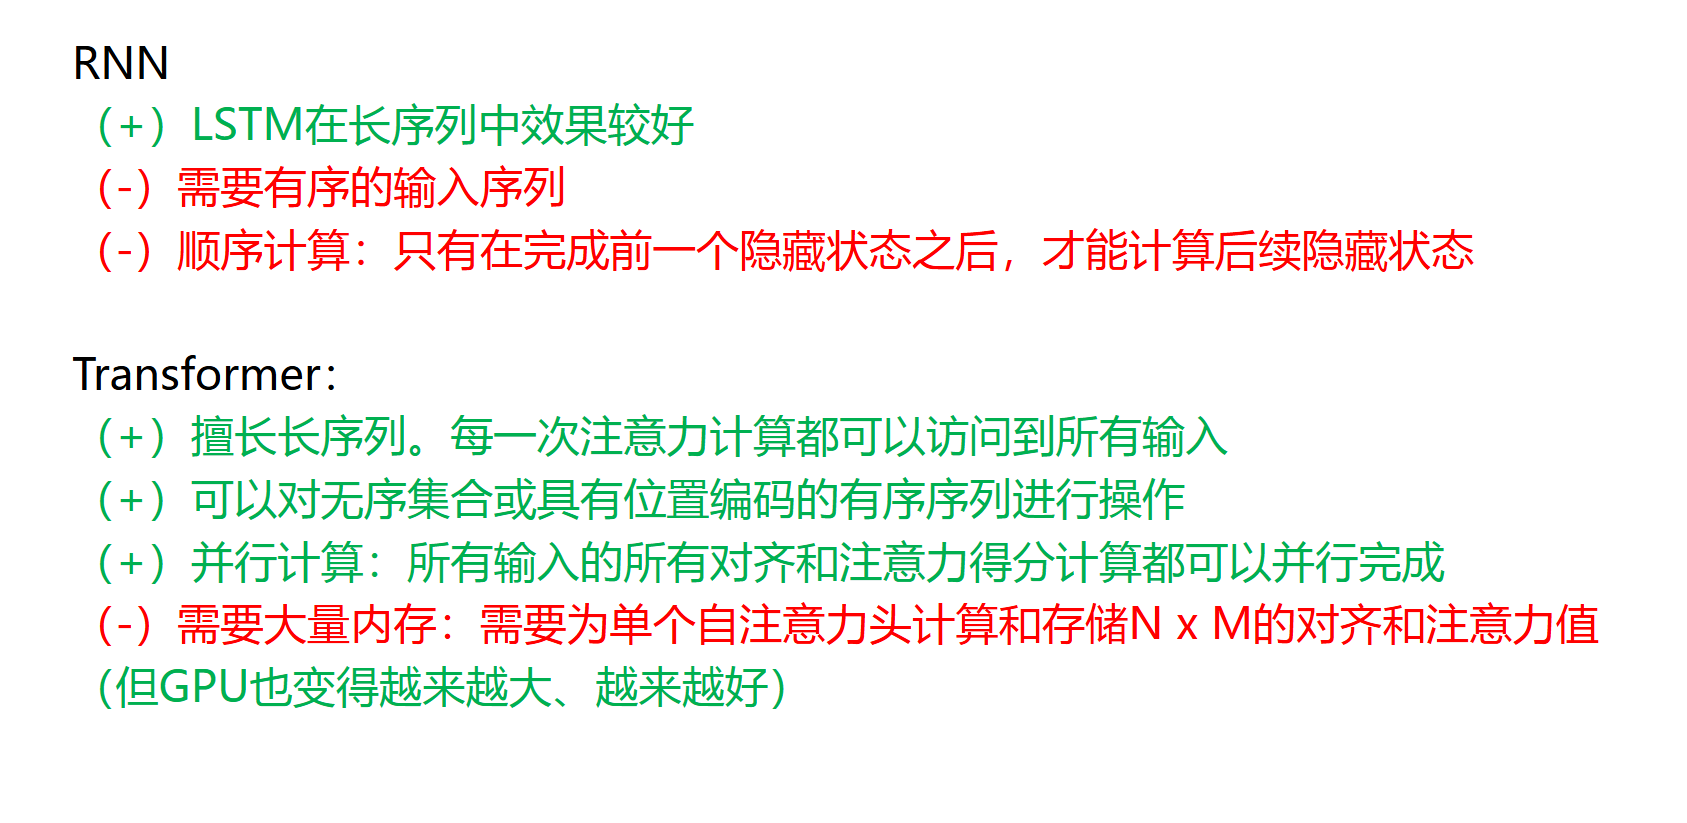 RNN
（+）LSTM在长序列中效果较好
（-）需要有序的输入序列
（-）顺序计算：只有在完成前一个隐藏状态之后，才能计算后续隐藏状态
Transformer：
（+）擅长长序列。每一次注意力计算都可以访问到所有输入
（+）可以对无序集合或具有位置编码的有序序列进行操作
（+）并行计算：所有输入的所有对齐和注意力得分计算都可以并行完成
（-）需要大量内存：需要为单个自注意力头计算和存储N x M的对齐和注意力值
（但GPU也变得越来越大、越来越好）